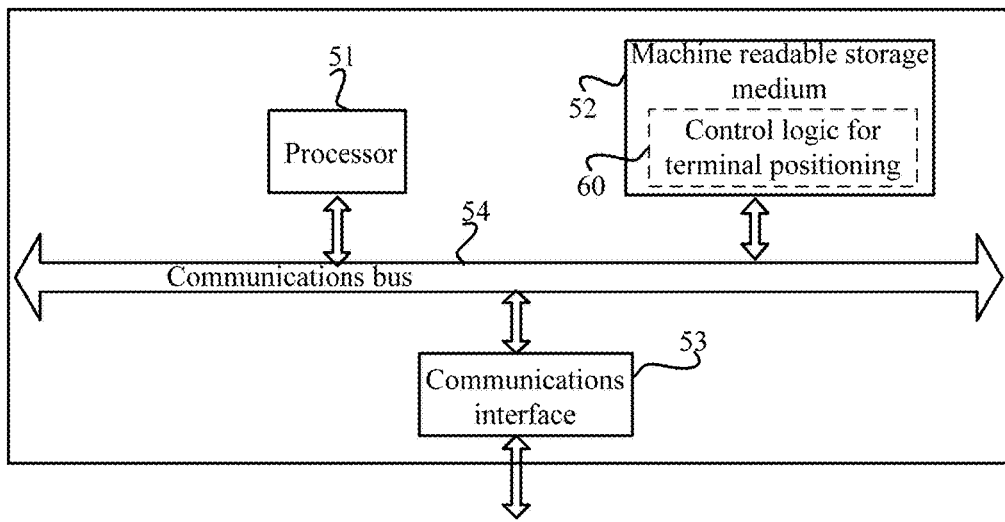 51
Processor
52
Machine readable storage
medium
Control logic for
terminal positioning
60
54
Communications bus
53
Communications
interface